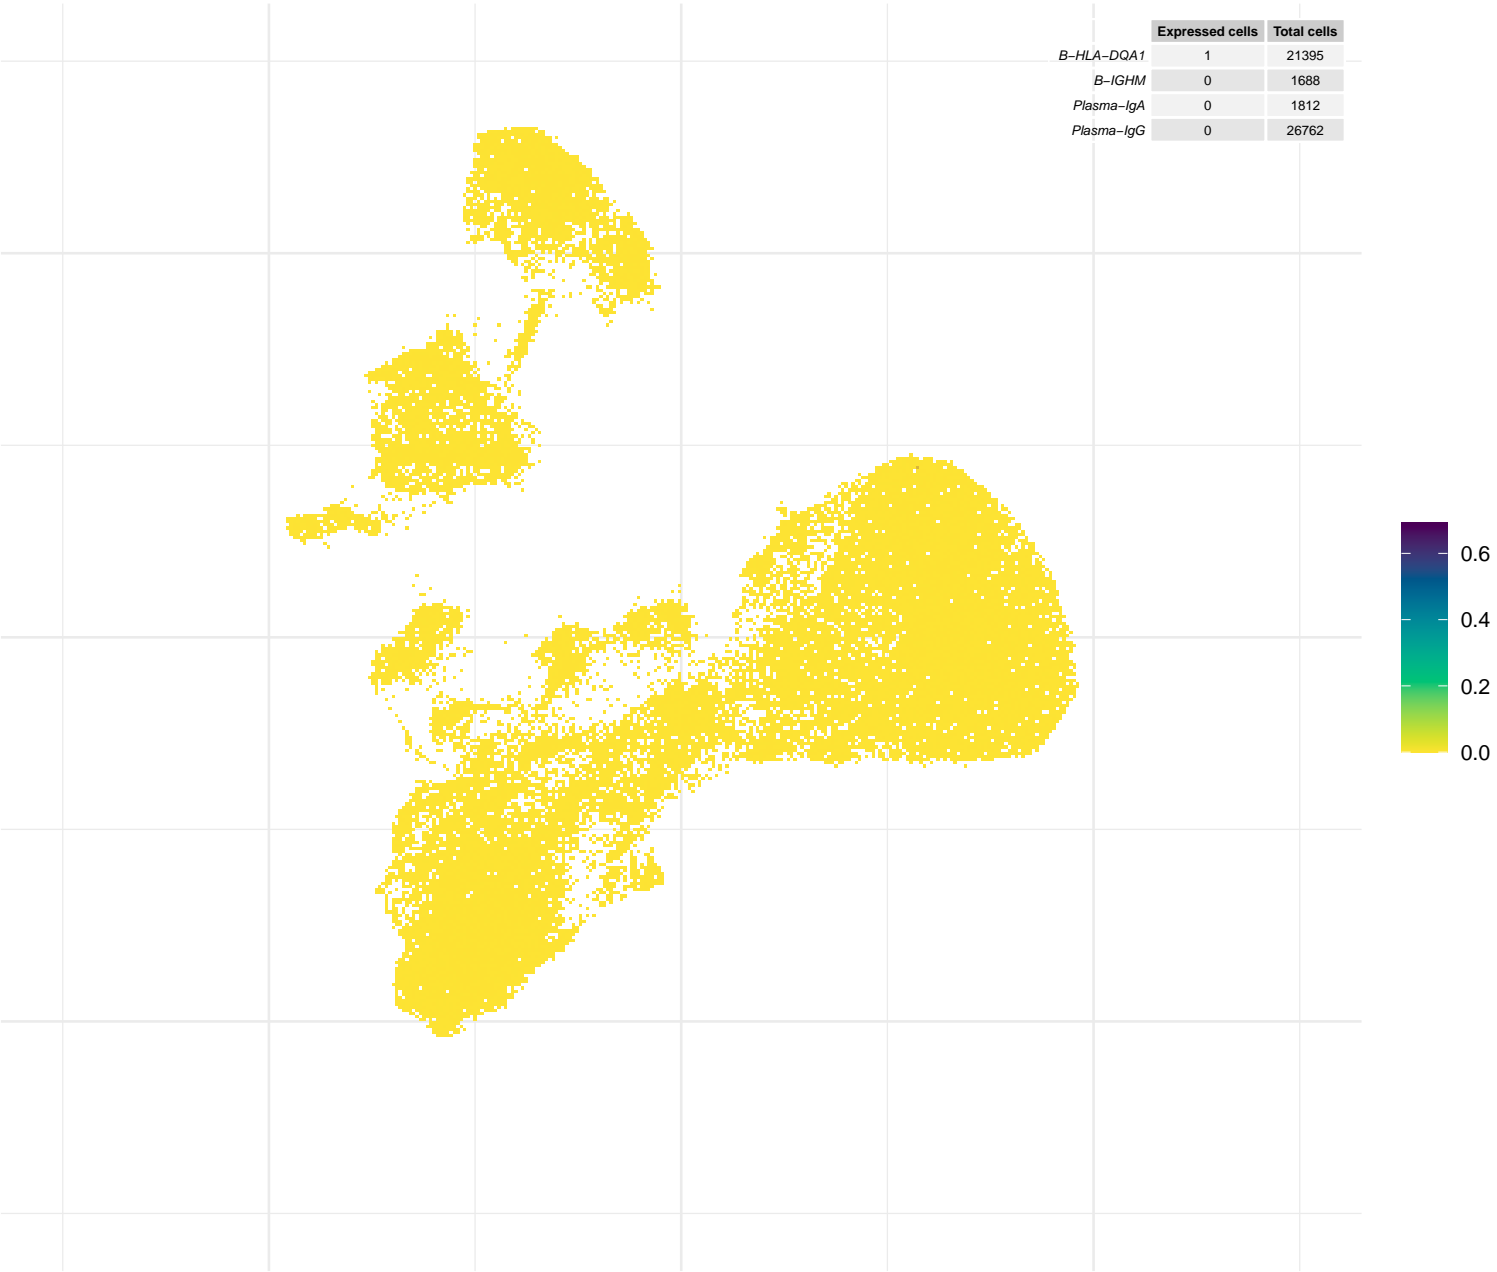 Expressed cells Total cells
B−HLA−DQA1 1 21395
B−IGHM 0 1688
Plasma−IgA 0 1812
Plasma−IgG 0 26762
0.6
0.4
0.2
0.0